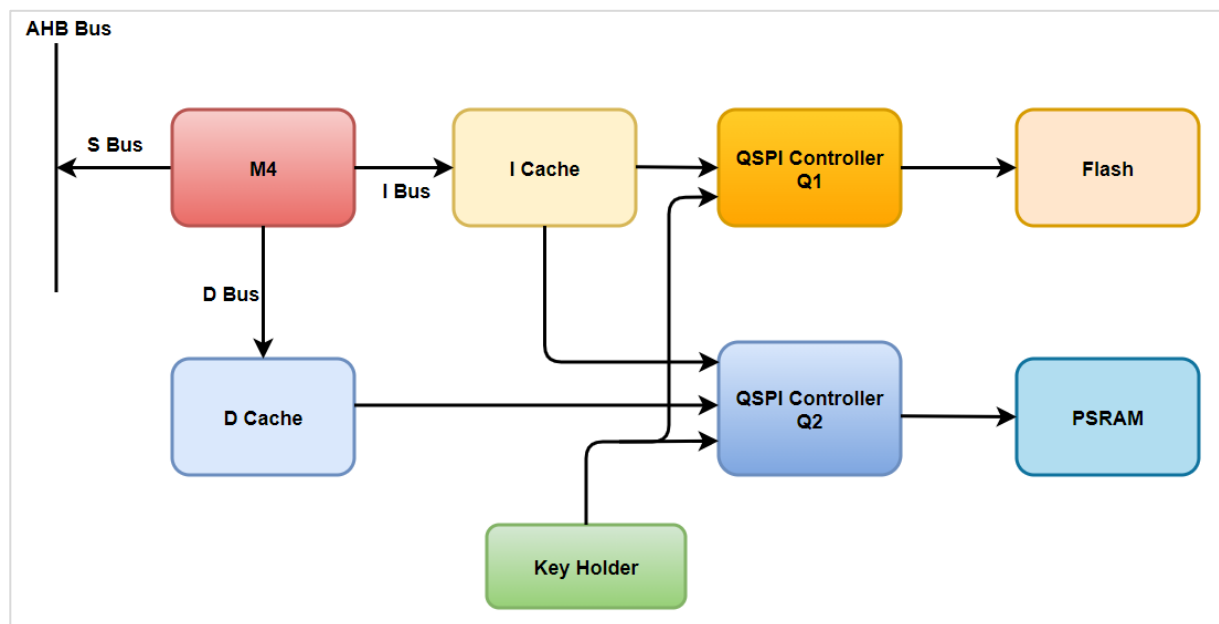 AHB Bus
S Bus
M4
I Bus
I Cache
QSPI Controller
Q1
Flash
D Bus
D Cache
QSPI Controller
Q2
PSRAM
Key Holder